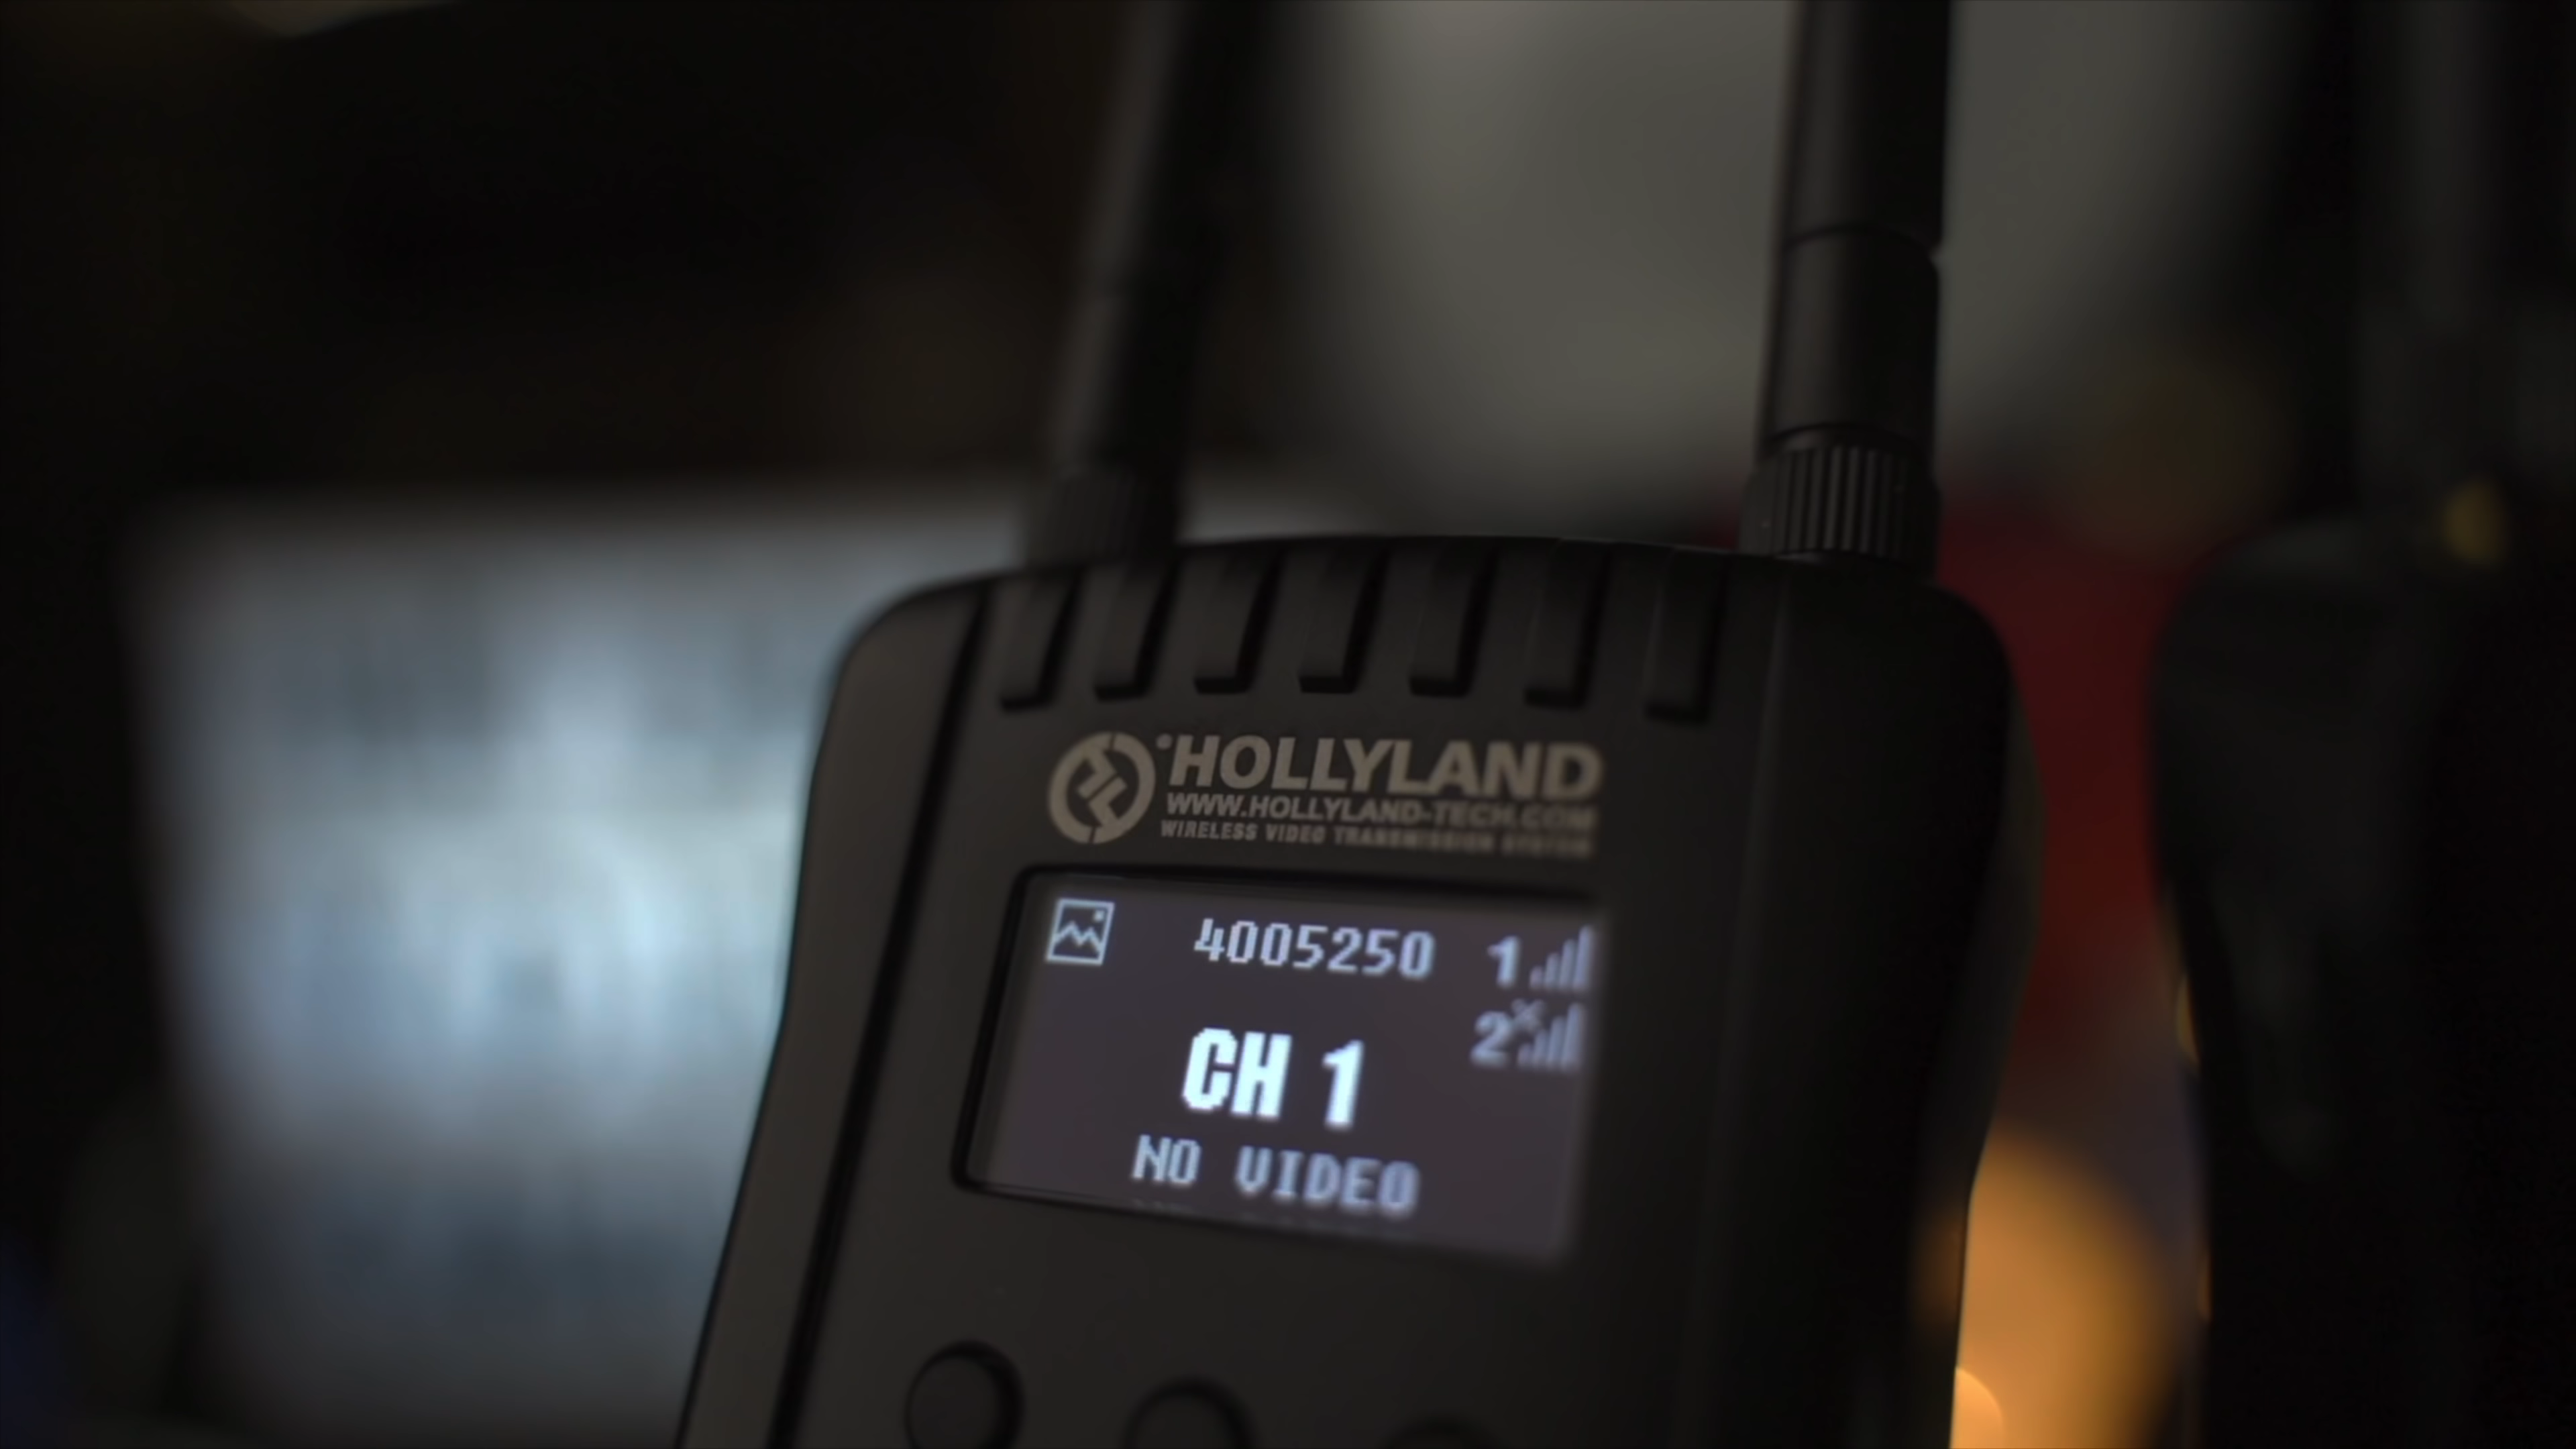 HOLLYLAND
WWW.HOLLYLAND-TECH.COM
WIRELESS VIDEO TRANSMISSION SYSTEM
4005250 1
2
CH 1
NO VIDEO